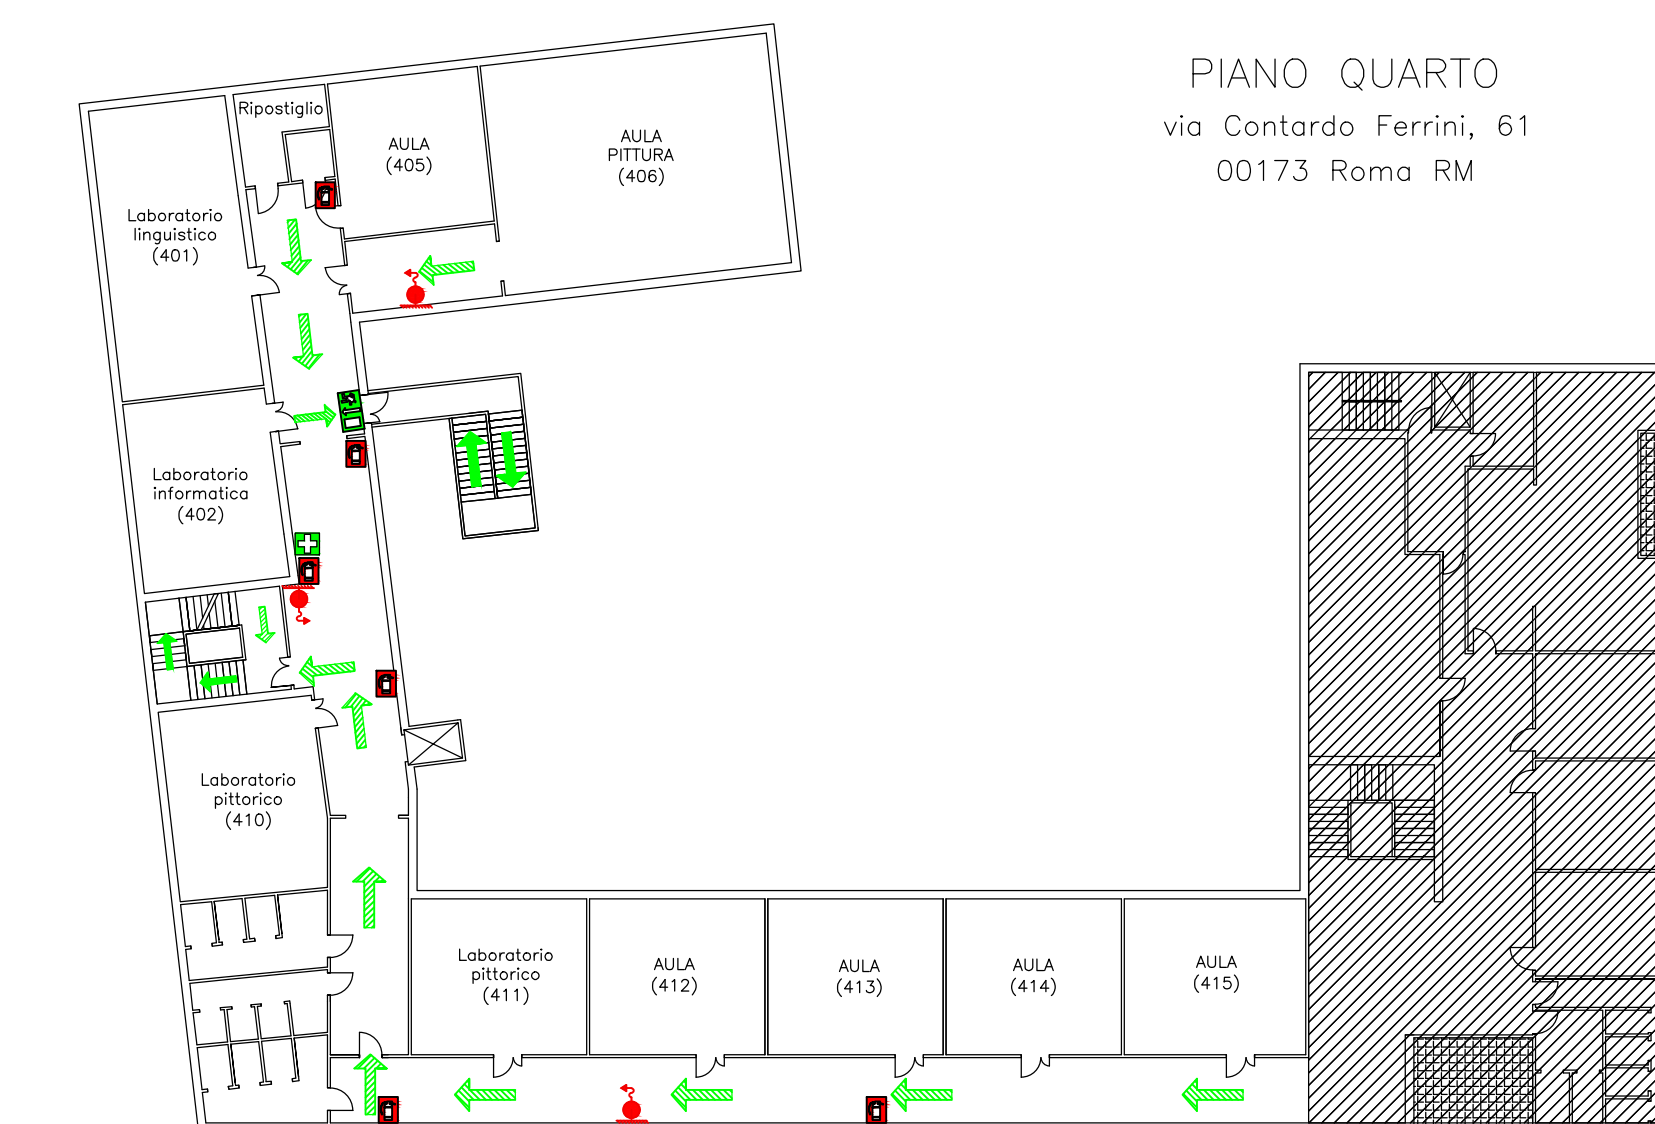 PIANO QUARTO
via Contardo Ferrini, 61
00173 Roma RM
Ripostiglio
AULA
(405)
AULA
PITTURA
(406)
Laboratorio
linguistico
(401)
Laboratorio
informatica
(402)
Laboratorio
pittorico
(410)
Laboratorio
pittorico
(411)
AULA
(412)
AULA
(413)
AULA
(414)
AULA
(415)